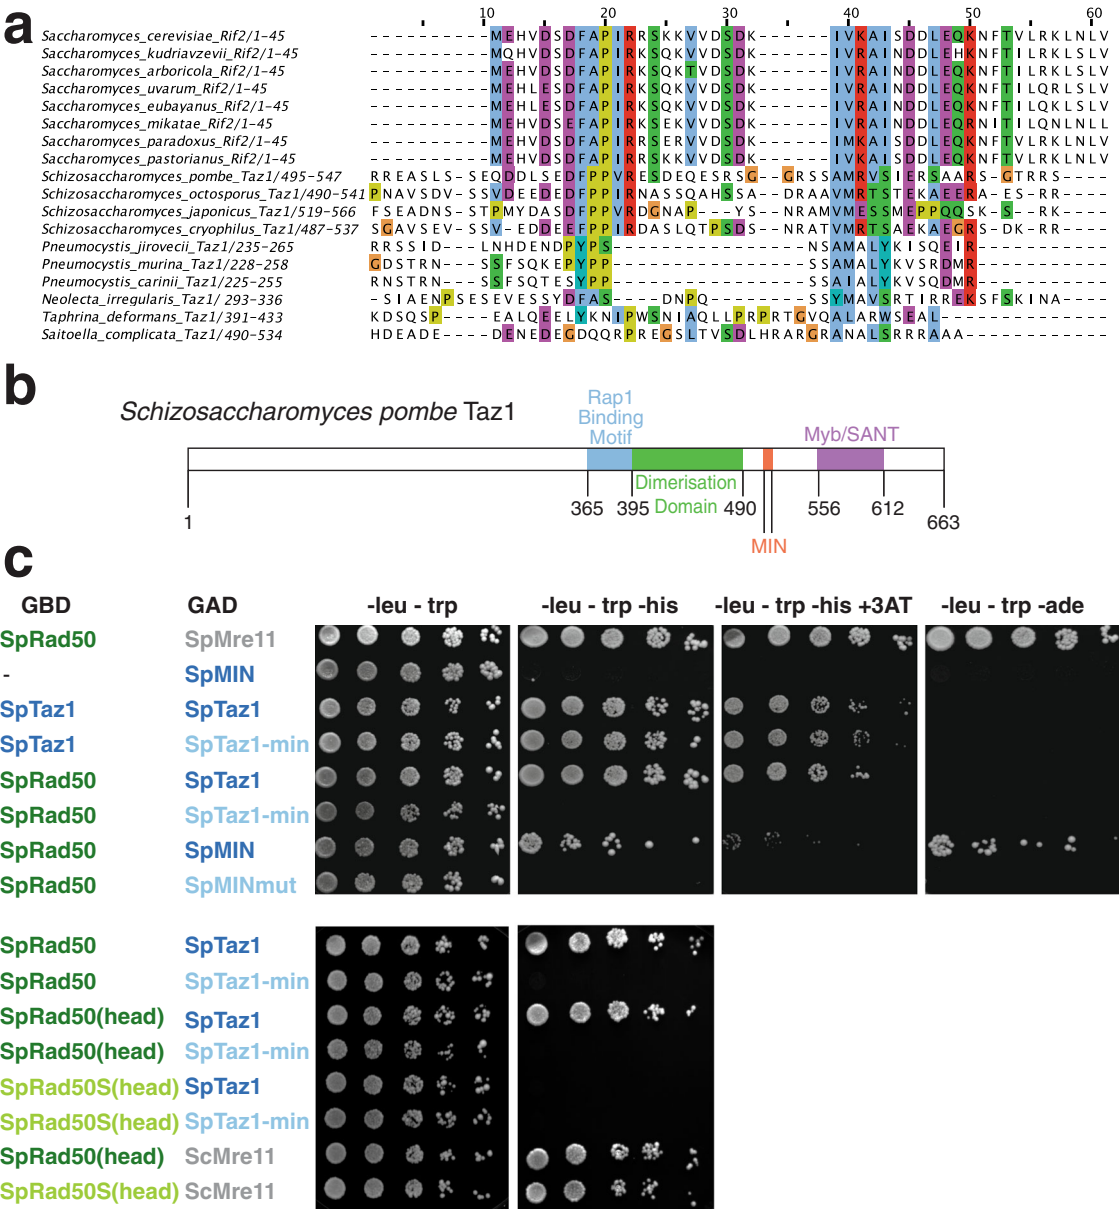 a
10 20 30 40 50 60
Saccharomyces_cerevisiae_Rif2/1-45 ----------MEHVDSDFAPIRRSKKVVDSDK------IVKAISDDLEQKNFTVLRKLNLV
Saccharomyces_kudriavzevii_Rif2/1-45 ----------MQHVDSDFAPIRKSQKVVDSDK------IVRAINDDLEHKNFTVLRKLSLV
Saccharomyces_arboricola_Rif2/1-45 ----------MEHVDSDFAPIRKSQKTVDSDK------IVRAINDDLEQKNFTILRKLSLV
Saccharomyces_uvarum_Rif2/1-45 ----------MEHLESDFAPIRKSQKVVDSDK------IVRAINDDLEQKNFTILQRLSLV
Saccharomyces_eubayanus_Rif2/1-45 ----------MEHLESDFAPIRKSQKVVDSDK------IVRAINDDLEQKNFTILQKLSLV
Saccharomyces_mikatae_Rif2/1-45 ----------MEHVDSDFAPIRKSEKVVDSDK------IVRAINDDLEQKNFTILQNLNLL
Saccharomyces_paradoxus_Rif2/1-45 ----------MEHVDSDFAPIRRSEKRVDSDK------IMKAINDDLEQKNFTILRKLNLV
Saccharomyces_pastorianus_Rif2/1-45 ----------MEHVDSDFAPIRRSERVVDSDK------IVKAISDDLEQKNFTILRKLSLV
Schizosaccharomyces_pombe_Taz1/495-547 RREASLS-SEQDDLSEDFPPVRESDEQERSG--GRSSAMRVSIERSAARS-GTRRS----
Schizosaccharomyces_octosporus_Taz1/490-541 PNAVSDV-SSVDEEDEFPPIRNASSQAHSA--DRAAVMRTSTEKAEERA-ES-RR----
Schizosaccharomyces_japonicus_Taz1/519-566 FSEADNS-STPMYDASDFPPVRDGNAP---YS--NRAMVMESSMEPPQQSK-S--RK----
Schizosaccharomyces_cryophilus_Taz1/487-537 SGAVSEV-SSV-EDEEFPPIRDASLQTPSDS--NRATVMRTSAEKAEGRS-DK-RR----
Pneumocystis_jirovecii_Taz1/235-265 RRSSID---LNHDENDPYPS----------------NSAMALYKISQEIR-----------
Pneumocystis_murina_Taz1/228-258 GDSTRN---SSFSQKEPYPP----------------SSAMALYKVSRDMR-----------
Pneumocystis_carinii_Taz1/225-255 RNSTRN---SSFSQTESYPP----------------SSAIALYKVSQDMR-----------
Neolecta_irregularis_Taz1/ 293-336 -SIAENPSESEVESSYDFAS----DNPQ--------SSYMAVSRTIRREKSFSKINA----
Taphrina_deformans_Taz1/391-433 KDSQSP----EALQEELYKNIPWSNIAQLLPRPRTGVQALARWSEAL--------------
Saitoella_complicata_Taz1/490-534 HDEADE-----DENEDEGDQQRPREGSLTVSDLHRARGRANALSRRRAAA------------
b
Schizosaccharomyces pombe Taz1
Rap1
Binding
Motif
Myb/SANT
Dimerisation
Domain
1 365 395 490 556 612 663
MIN
c
GBD GAD -leu - trp -leu - trp -his -leu - trp -his +3AT -leu - trp -ade
SpRad50 SpMre11
- SpMIN
SpTaz1 SpTaz1
SpTaz1 SpTaz1-min
SpRad50 SpTaz1
SpRad50 SpTaz1-min
SpRad50 SpMIN
SpRad50 SpMINmut
SpRad50 SpTaz1
SpRad50 SpTaz1-min
SpRad50(head) SpTaz1
SpRad50(head) SpTaz1-min
SpRad50S(head) SpTaz1
SpRad50S(head) SpTaz1-min
SpRad50(head) ScMre11
SpRad50S(head) ScMre11